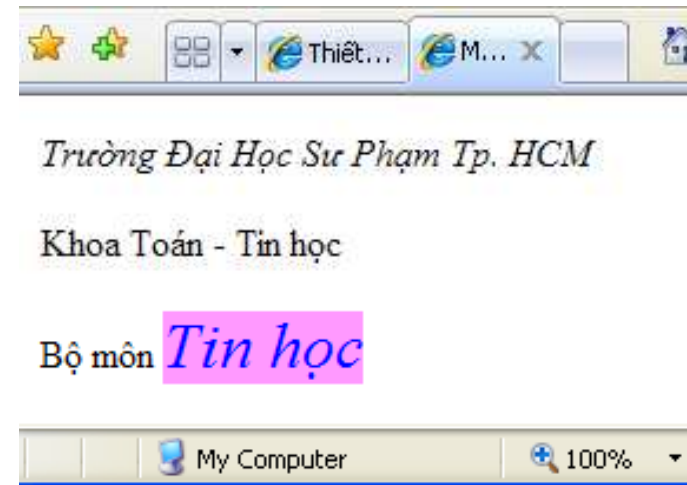 Thiết... M...
Trường Đại Học Sư Phạm Tp. HCM
Khoa Toán - Tin học
Bộ môn Tin học
My Computer 100%